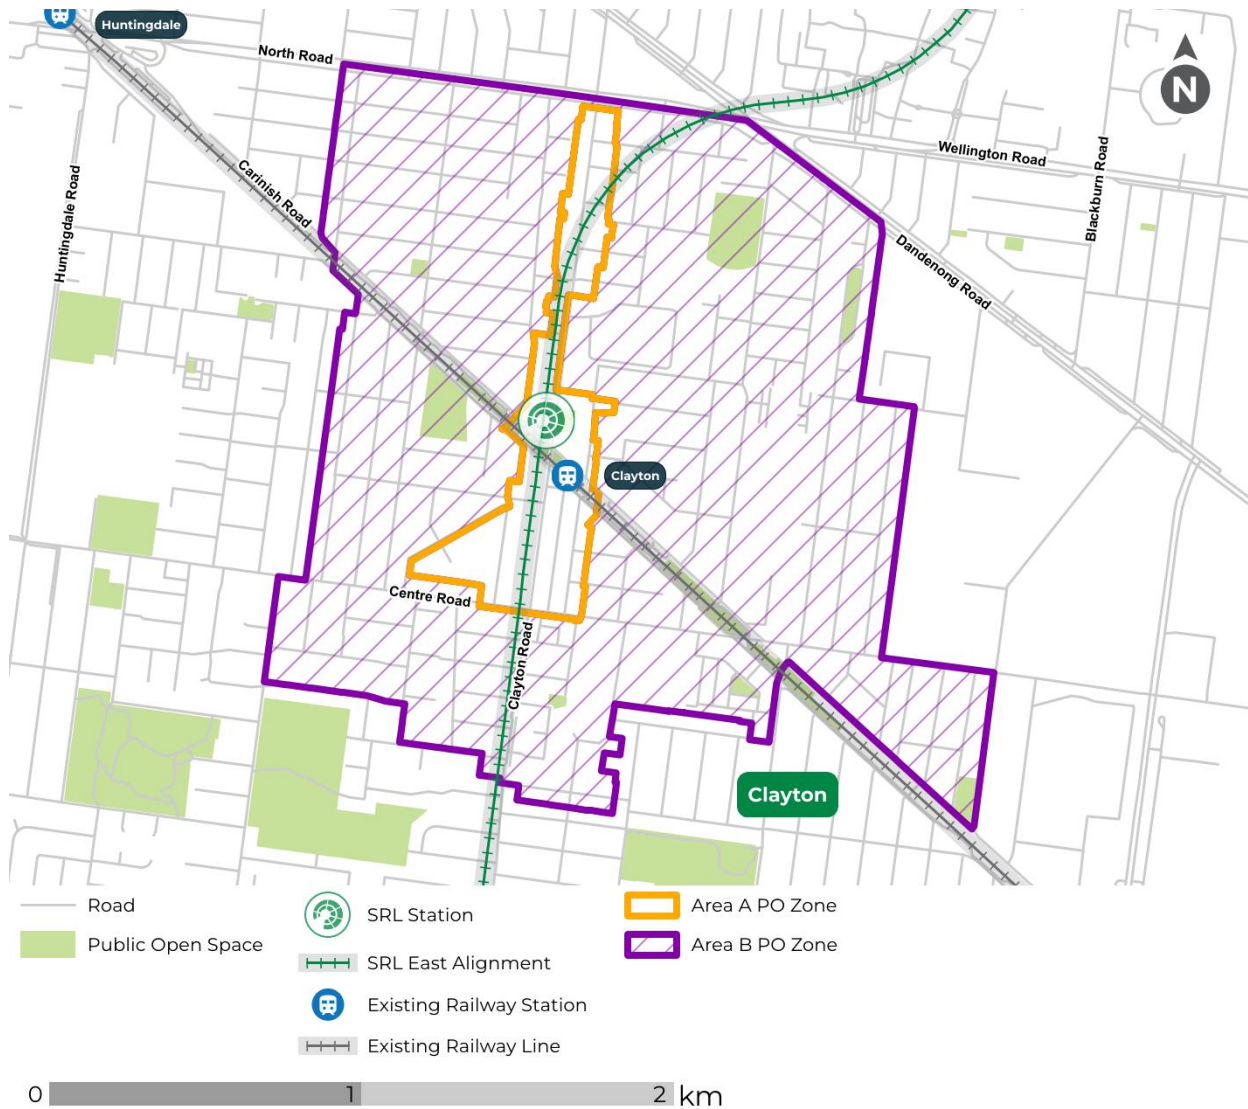 Huntingdale
North Road
N
Wellington Road
Blackburn Road
Carinish Road
Huntingdale Road
Dandenong Road
Clayton
Centre Road
Clayton Road
Clayton
Road
Public Open Space
SRL Station
SRL East Alignment
Existing Railway Station
Existing Railway Line
Area A PO Zone
Area B PO Zone
0 1 2 km